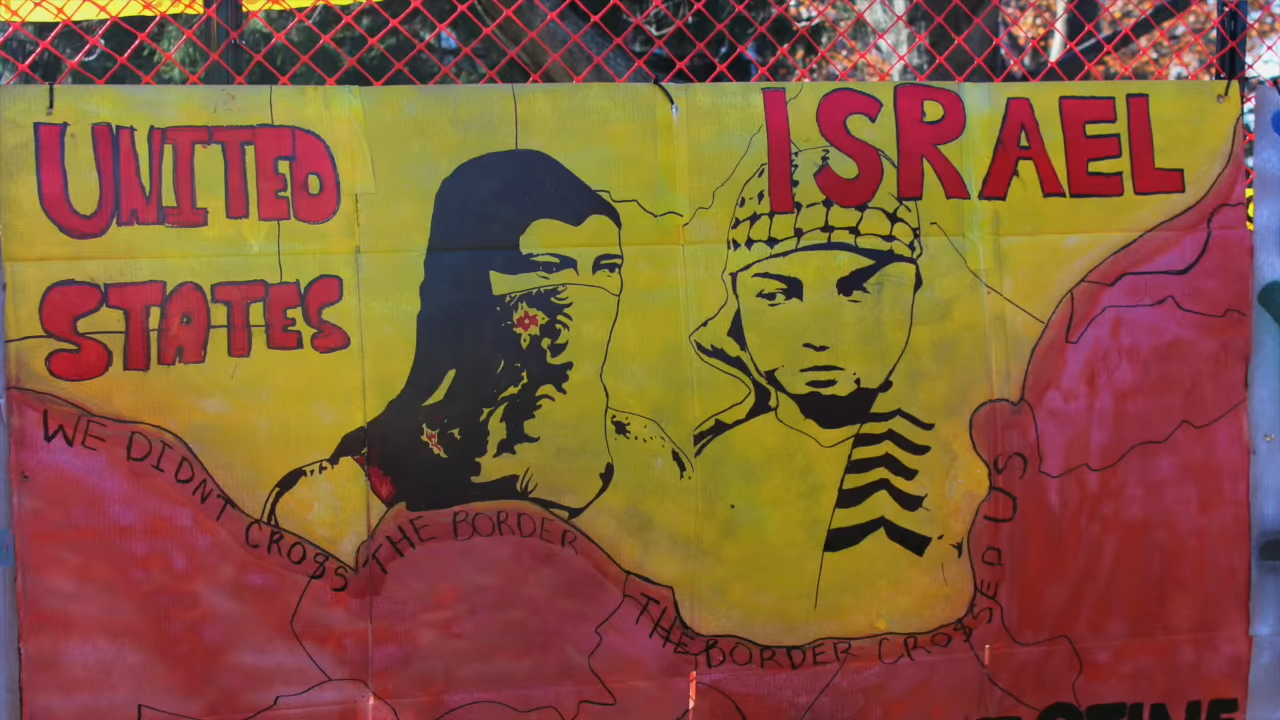 UNITED
STATES
ISRAEL
WE DIDNT CROSS THE BORDER THE BORDER CROSSED US